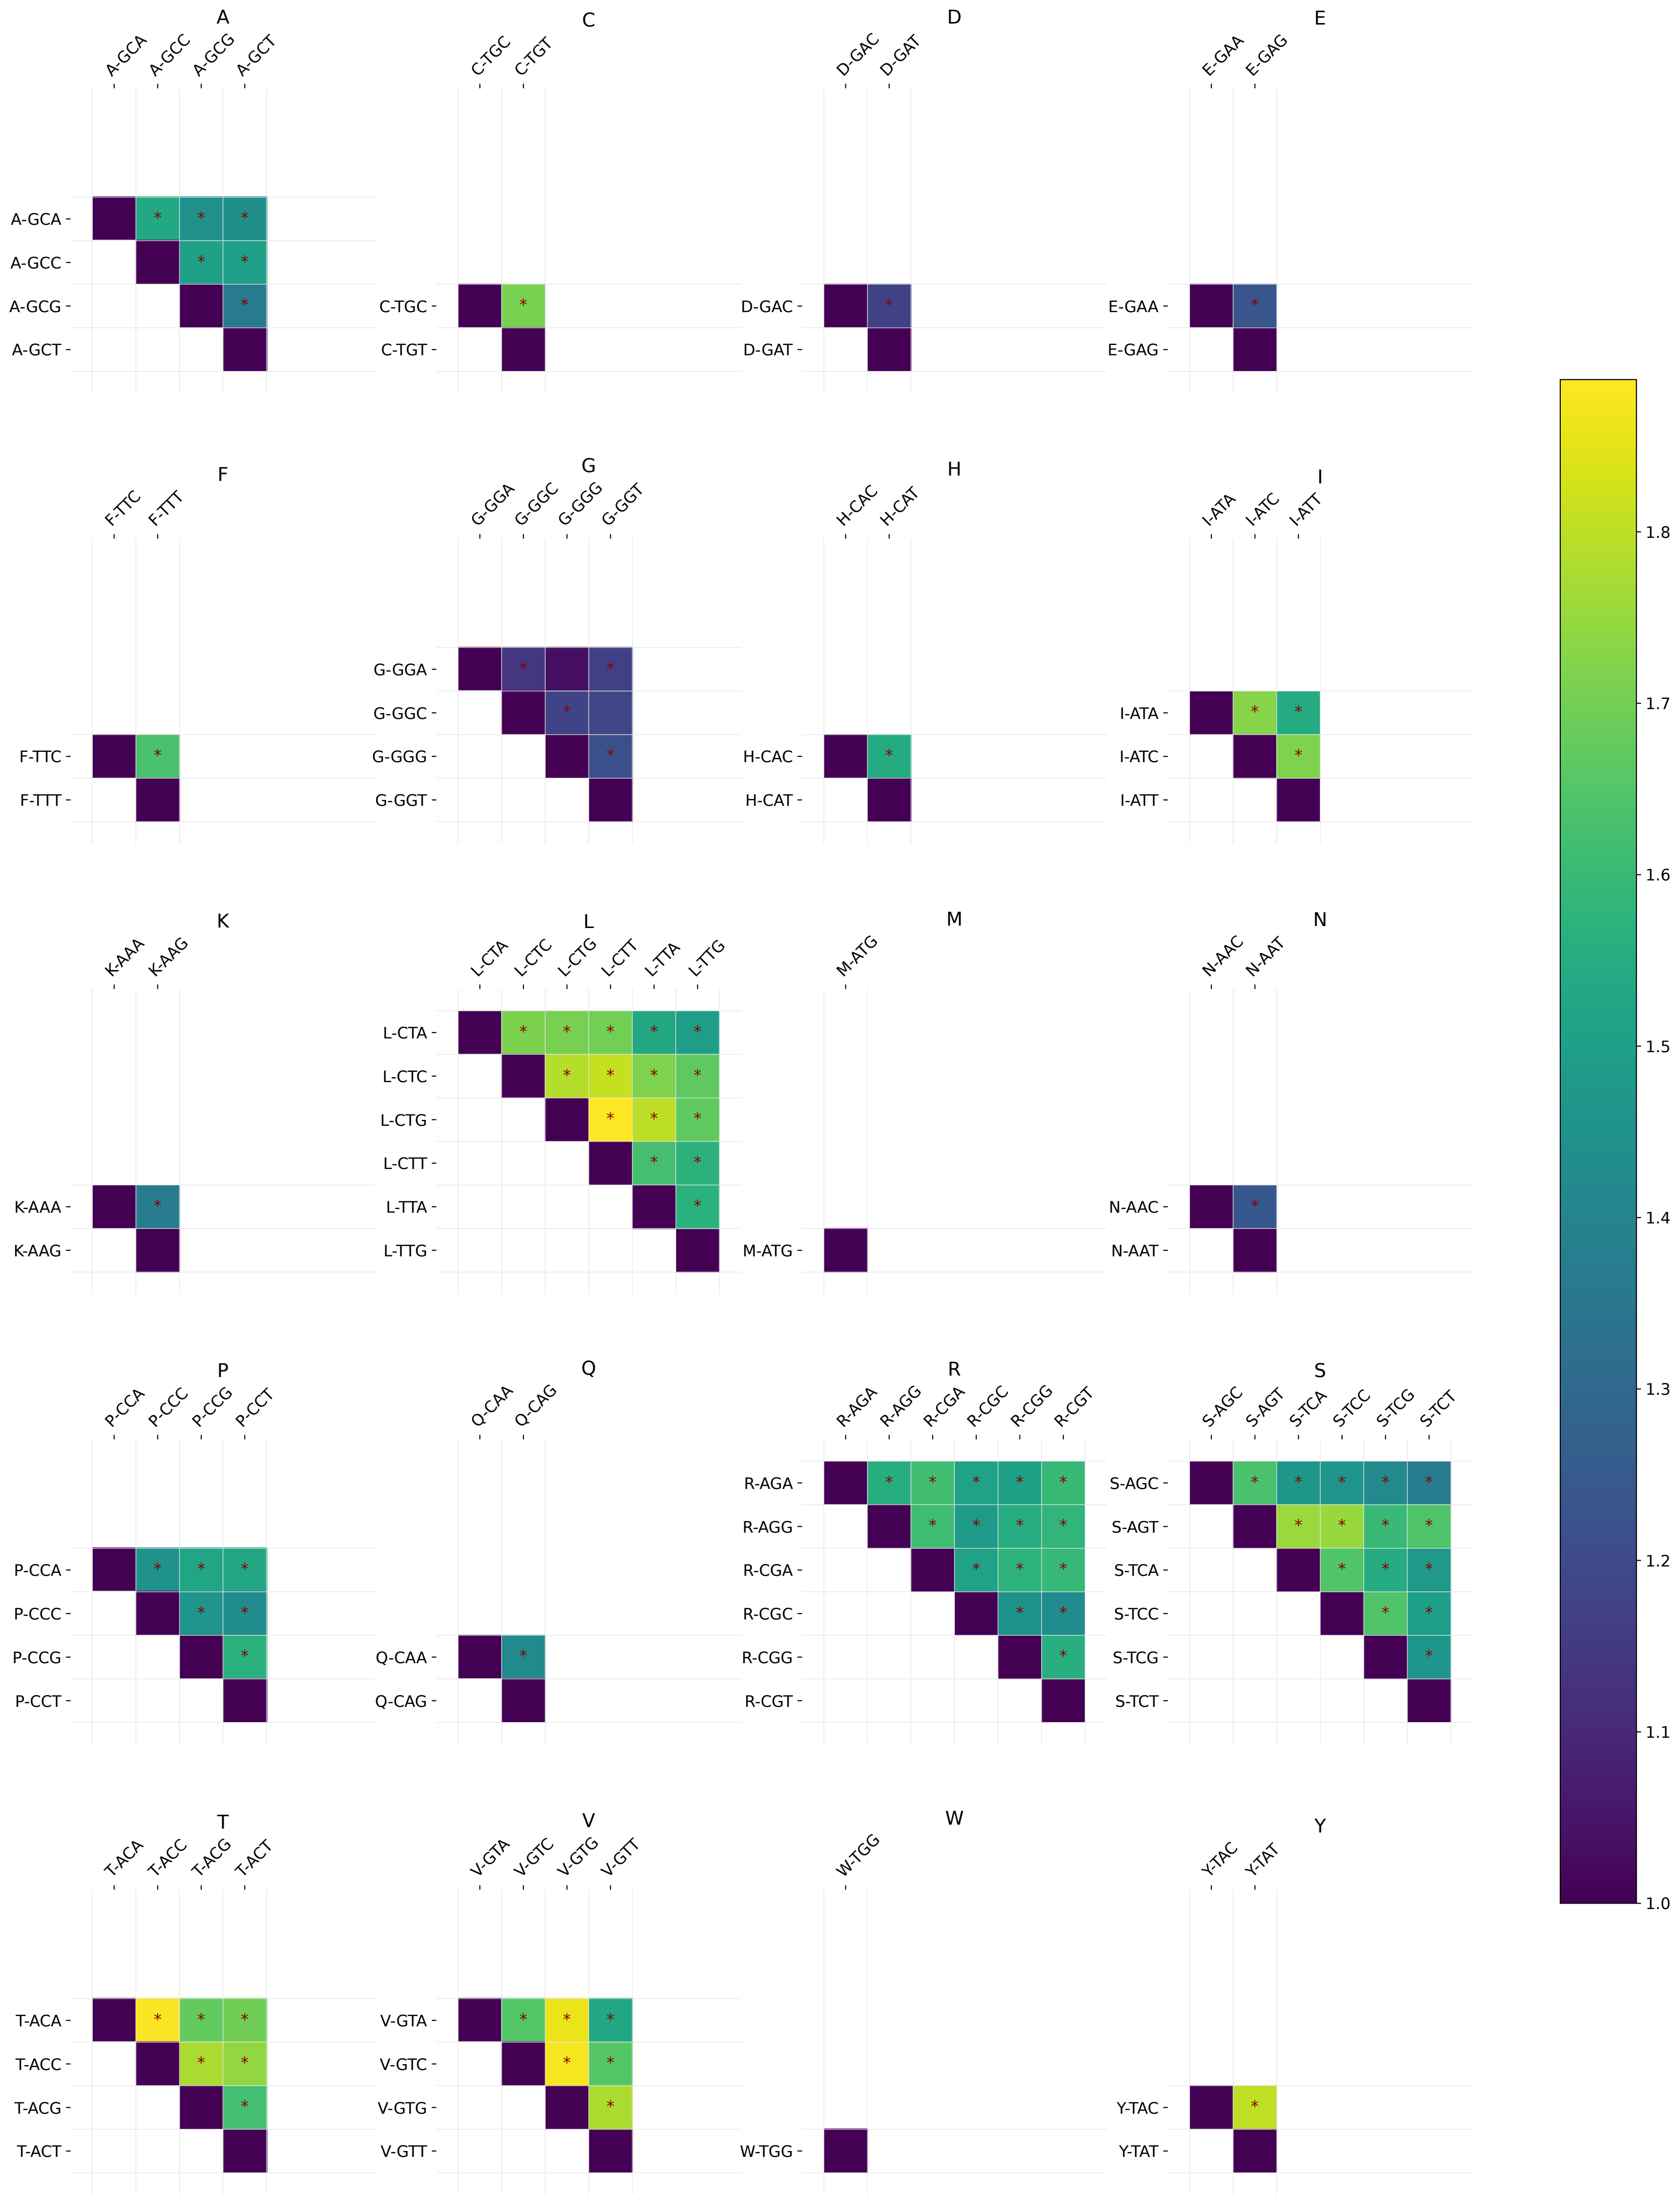 A
C
D
E
A-GCA A-GCC A-GCG A-GCT
C-TGC C-TGT
D-GAC D-GAT
E-GAA E-GAG
A-GCA * * *
A-GCC * *
A-GCG *
A-GCT
C-TGC *
C-TGT
D-GAC *
D-GAT
E-GAA *
E-GAG
F
G
H
I
F-TTC F-TTT
G-GGA G-GGC G-GGG G-GGT
H-CAC H-CAT
I-ATA I-ATC I-ATT
F-TTC *
F-TTT
G-GGA * *
G-GGC *
G-GGG *
G-GGT
H-CAC *
H-CAT
I-ATA * *
I-ATC *
I-ATT
K
L
M
N
K-AAA K-AAG
L-CTA L-CTC L-CTG L-CTT L-TTA L-TTG
M-ATG
N-AAC N-AAT
K-AAA *
K-AAG
L-CTA * * * * *
L-CTC * * * *
L-CTG * * *
L-CTT * *
L-TTA *
L-TTG
M-ATG
N-AAC *
N-AAT
P
Q
R
S
P-CCA P-CCC P-CCG P-CCT
Q-CAA Q-CAG
R-AGA R-AGG R-CGA R-CGC R-CGG R-CGT
S-AGC S-AGT S-TCA S-TCC S-TCG S-TCT
P-CCA * * *
P-CCC * *
P-CCG *
P-CCT
Q-CAA *
Q-CAG
R-AGA * * * * *
R-AGG * * * *
R-CGA * * *
R-CGC * *
R-CGG *
R-CGT
S-AGC * * * * *
S-AGT * * * *
S-TCA * * *
S-TCC * *
S-TCG *
S-TCT
T
V
W
Y
T-ACA T-ACC T-ACG T-ACT
V-GTA V-GTC V-GTG V-GTT
W-TGG
Y-TAC Y-TAT
T-ACA * * *
T-ACC * *
T-ACG *
T-ACT
V-GTA * * *
V-GTC * *
V-GTG *
V-GTT
W-TGG
Y-TAC *
Y-TAT
1.8
1.7
1.6
1.5
1.4
1.3
1.2
1.1
1.0